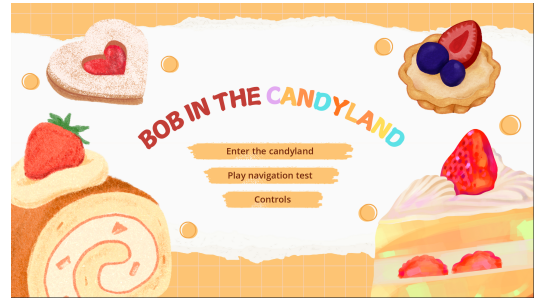 BOB IN THE CANDYLAND
Enter the candyland
Play navigation test
Controls